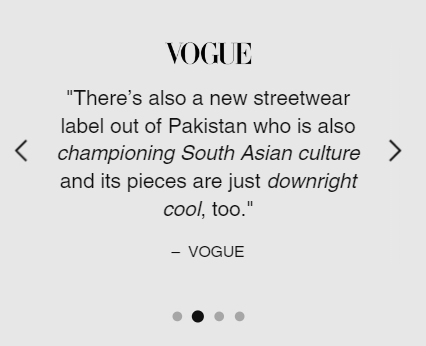 VOGUE
"There’s also a new streetwear
label out of Pakistan who is also
championing South Asian culture
and its pieces are just downright
cool, too."
– VOGUE